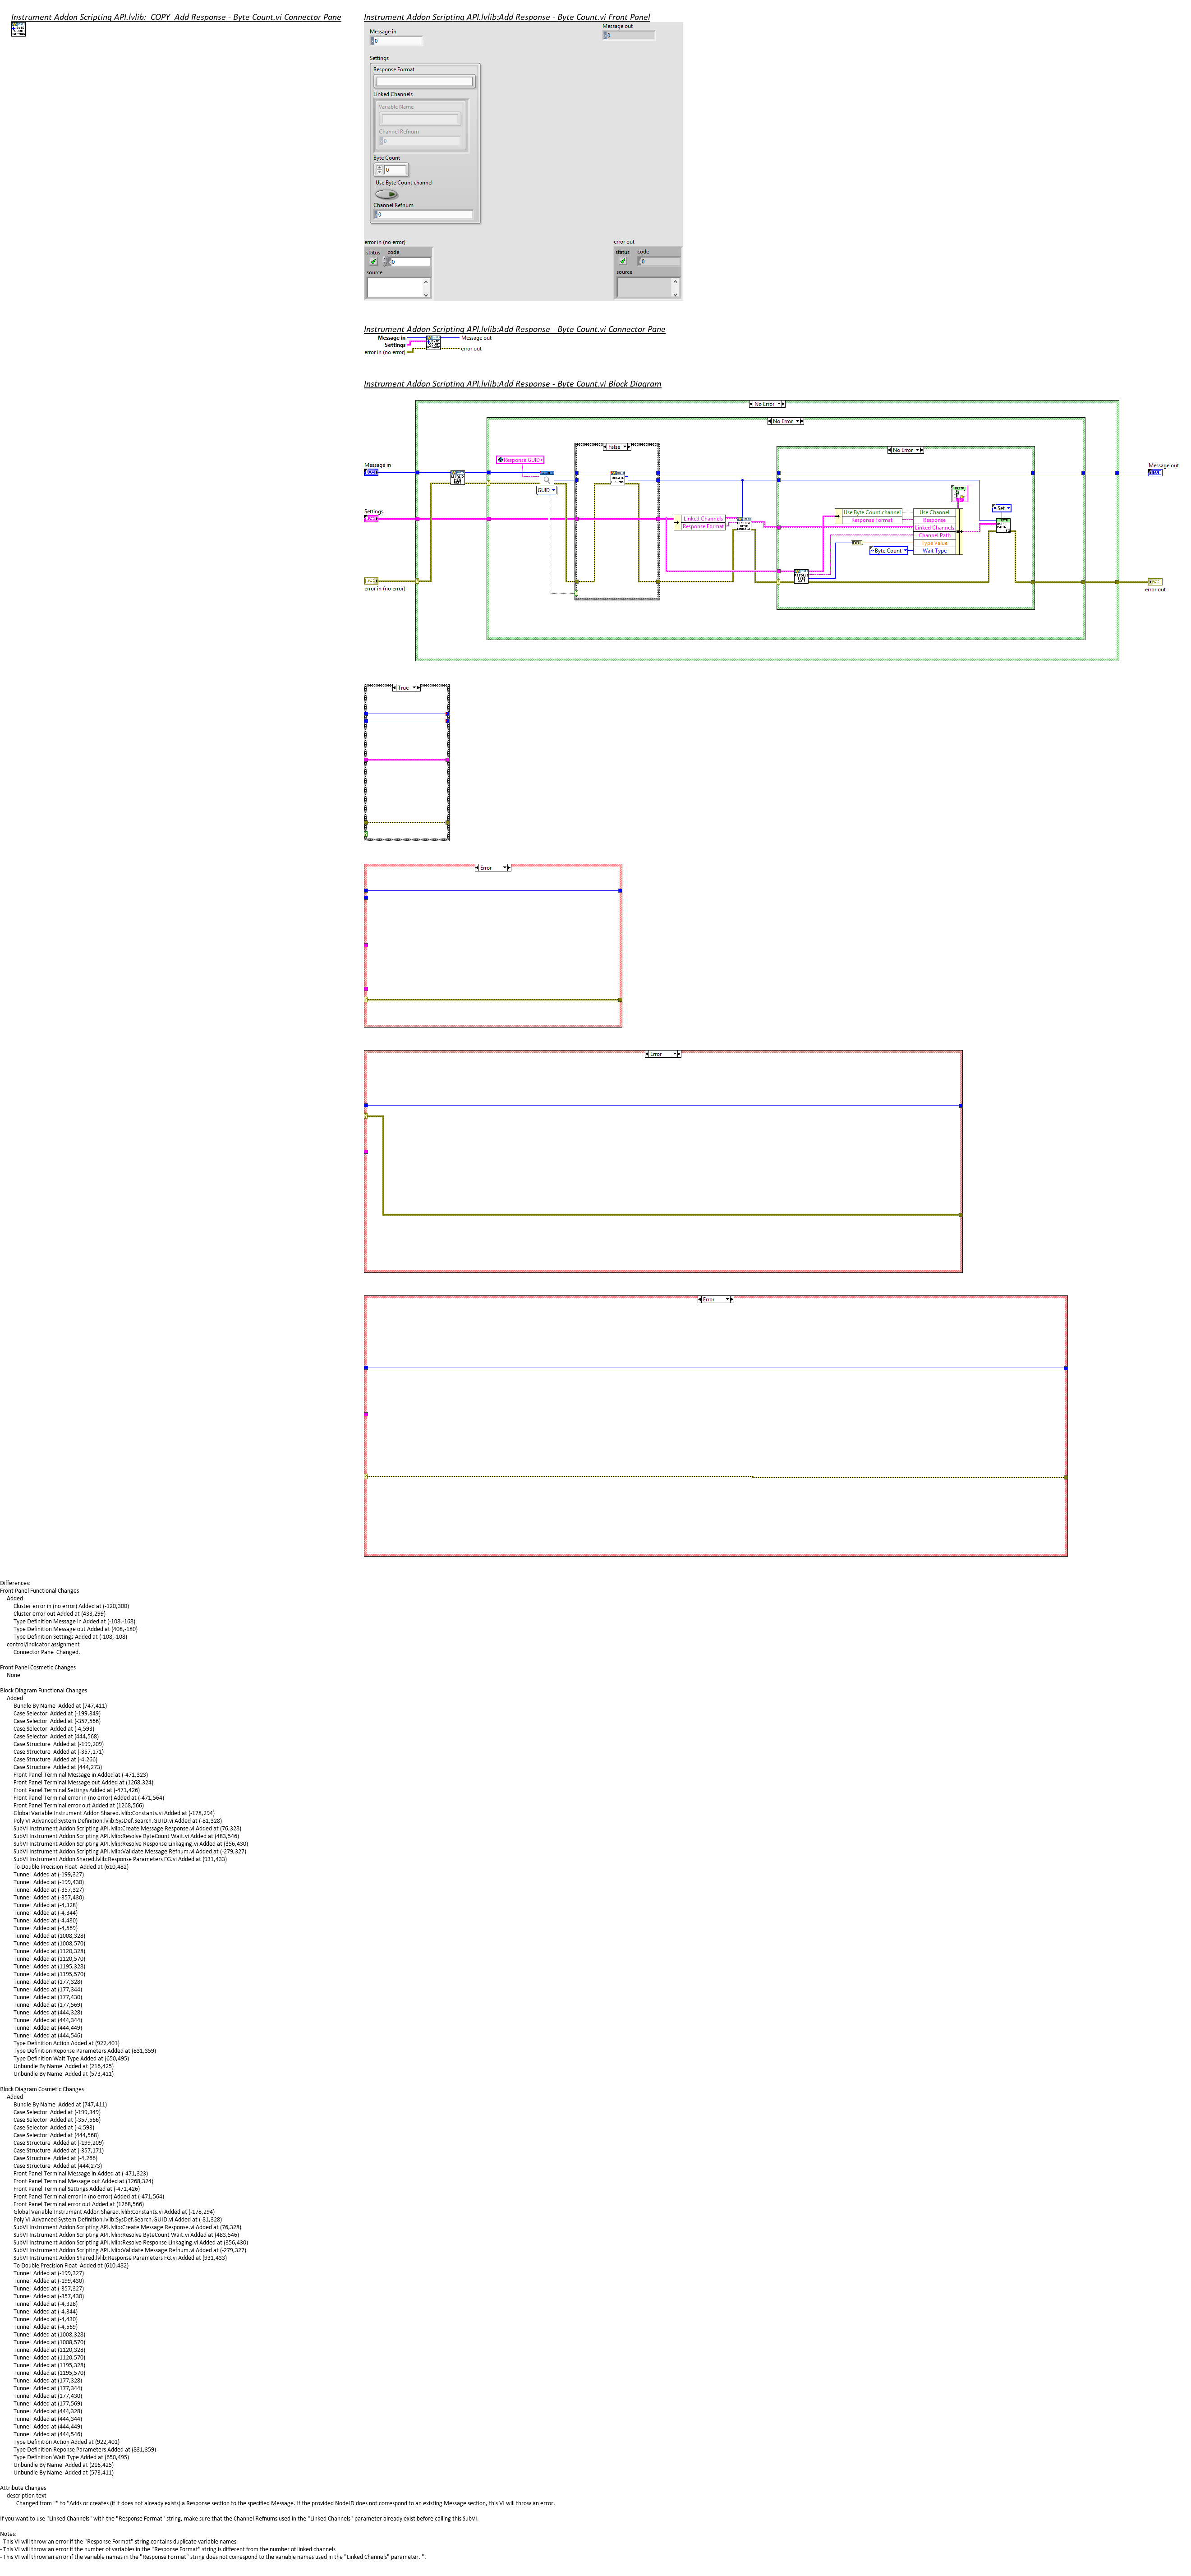 Instrument Addon Scripting API.lvlib:_COPY_Add Response - Byte Count.vi Connector Pane
Instrument Addon Scripting API.lvlib:Add Response - Byte Count.vi Front Panel
Message in
0
Message out
0
Settings
Response Format
Linked Channels
Variable Name
Channel Refnum
0
Byte Count
0
Use Byte Count channel
Channel Refnum
0
error in (no error)
status code
0
source
error out
status code
0
source
Instrument Addon Scripting API.lvlib:Add Response - Byte Count.vi Connector Pane
Message in
Settings
error in (no error)
Message out
error out
Instrument Addon Scripting API.lvlib:Add Response - Byte Count.vi Block Diagram
No Error
No Error
False
No Error
Message in
Response GUID
GUID
Settings
Linked Channels
Response Format
Use Byte Count channel
Response Format
Use Channel
Response
Linked Channels
Channel Path
Type Value
Wait Type
Byte Count
Set
Message out
error in (no error)
error out
True
Error
Error
Error
Differences:
Front Panel Functional Changes
Added
Cluster error in (no error) Added at (-120,300)
Cluster error out Added at (433,299)
Type Definition Message in Added at (-108,-168)
Type Definition Message out Added at (408,-180)
Type Definition Settings Added at (-108,-108)
control/indicator assignment
Connector Pane  Changed.
Front Panel Cosmetic Changes
None
Block Diagram Functional Changes
Added
Bundle By Name  Added at (747,411)
Case Selector  Added at (-199,349)
Case Selector  Added at (-357,566)
Case Selector  Added at (-4,593)
Case Selector  Added at (444,568)
Case Structure  Added at (-199,209)
Case Structure  Added at (-357,171)
Case Structure  Added at (-4,266)
Case Structure  Added at (444,273)
Front Panel Terminal Message in Added at (-471,323)
Front Panel Terminal Message out Added at (1268,324)
Front Panel Terminal Settings Added at (-471,426)
Front Panel Terminal error in (no error) Added at (-471,564)
Front Panel Terminal error out Added at (1268,566)
Global Variable Instrument Addon Shared.lvlib:Constants.vi Added at (-178,294)
Poly VI Advanced System Definition.lvlib:SysDef.Search.GUID.vi Added at (-81,328)
SubVI Instrument Addon Scripting API.lvlib:Create Message Response.vi Added at (76,328)
SubVI Instrument Addon Scripting API.lvlib:Resolve ByteCount Wait.vi Added at (483,546)
SubVI Instrument Addon Scripting API.lvlib:Resolve Response Linkaging.vi Added at (356,430)
SubVI Instrument Addon Scripting API.lvlib:Validate Message Refnum.vi Added at (-279,327)
SubVI Instrument Addon Shared.lvlib:Response Parameters FG.vi Added at (931,433)
To Double Precision Float  Added at (610,482)
Tunnel  Added at (-199,327)
Tunnel  Added at (-199,430)
Tunnel  Added at (-357,327)
Tunnel  Added at (-357,430)
Tunnel  Added at (-4,328)
Tunnel  Added at (-4,344)
Tunnel  Added at (-4,430)
Tunnel  Added at (-4,569)
Tunnel  Added at (1008,328)
Tunnel  Added at (1008,570)
Tunnel  Added at (1120,328)
Tunnel  Added at (1120,570)
Tunnel  Added at (1195,328)
Tunnel  Added at (1195,570)
Tunnel  Added at (177,328)
Tunnel  Added at (177,344)
Tunnel  Added at (177,430)
Tunnel  Added at (177,569)
Tunnel  Added at (444,328)
Tunnel  Added at (444,344)
Tunnel  Added at (444,449)
Tunnel  Added at (444,546)
Type Definition Action Added at (922,401)
Type Definition Reponse Parameters Added at (831,359)
Type Definition Wait Type Added at (650,495)
Unbundle By Name  Added at (216,425)
Unbundle By Name  Added at (573,411)
Block Diagram Cosmetic Changes
Added
Bundle By Name  Added at (747,411)
Case Selector  Added at (-199,349)
Case Selector  Added at (-357,566)
Case Selector  Added at (-4,593)
Case Selector  Added at (444,568)
Case Structure  Added at (-199,209)
Case Structure  Added at (-357,171)
Case Structure  Added at (-4,266)
Case Structure  Added at (444,273)
Front Panel Terminal Message in Added at (-471,323)
Front Panel Terminal Message out Added at (1268,324)
Front Panel Terminal Settings Added at (-471,426)
Front Panel Terminal error in (no error) Added at (-471,564)
Front Panel Terminal error out Added at (1268,566)
Global Variable Instrument Addon Shared.lvlib:Constants.vi Added at (-178,294)
Poly VI Advanced System Definition.lvlib:SysDef.Search.GUID.vi Added at (-81,328)
SubVI Instrument Addon Scripting API.lvlib:Create Message Response.vi Added at (76,328)
SubVI Instrument Addon Scripting API.lvlib:Resolve ByteCount Wait.vi Added at (483,546)
SubVI Instrument Addon Scripting API.lvlib:Resolve Response Linkaging.vi Added at (356,430)
SubVI Instrument Addon Scripting API.lvlib:Validate Message Refnum.vi Added at (-279,327)
SubVI Instrument Addon Shared.lvlib:Response Parameters FG.vi Added at (931,433)
To Double Precision Float  Added at (610,482)
Tunnel  Added at (-199,327)
Tunnel  Added at (-199,430)
Tunnel  Added at (-357,327)
Tunnel  Added at (-357,430)
Tunnel  Added at (-4,328)
Tunnel  Added at (-4,344)
Tunnel  Added at (-4,430)
Tunnel  Added at (-4,569)
Tunnel  Added at (1008,328)
Tunnel  Added at (1008,570)
Tunnel  Added at (1120,328)
Tunnel  Added at (1120,570)
Tunnel  Added at (1195,328)
Tunnel  Added at (1195,570)
Tunnel  Added at (177,328)
Tunnel  Added at (177,344)
Tunnel  Added at (177,430)
Tunnel  Added at (177,569)
Tunnel  Added at (444,328)
Tunnel  Added at (444,344)
Tunnel  Added at (444,449)
Tunnel  Added at (444,546)
Type Definition Action Added at (922,401)
Type Definition Reponse Parameters Added at (831,359)
Type Definition Wait Type Added at (650,495)
Unbundle By Name  Added at (216,425)
Unbundle By Name  Added at (573,411)
Attribute Changes
description text
Changed from "" to "Adds or creates (if it does not already exists) a Response section to the specified Message. If the provided NodeID does not correspond to an existing Message section, this VI will throw an error.
If you want to use "Linked Channels" with the "Response Format" string, make sure that the Channel Refnums used in the "Linked Channels" parameter already exist before calling this SubVI.
Notes:
- This VI will throw an error if the "Response Format" string contains duplicate variable names
- This VI will throw an error if the number of variables in the "Response Format" string is different from the number of linked channels
- This VI will throw an error if the variable names in the "Response Format" string does not correspond to the variable names used in the "Linked Channels" parameter. ".